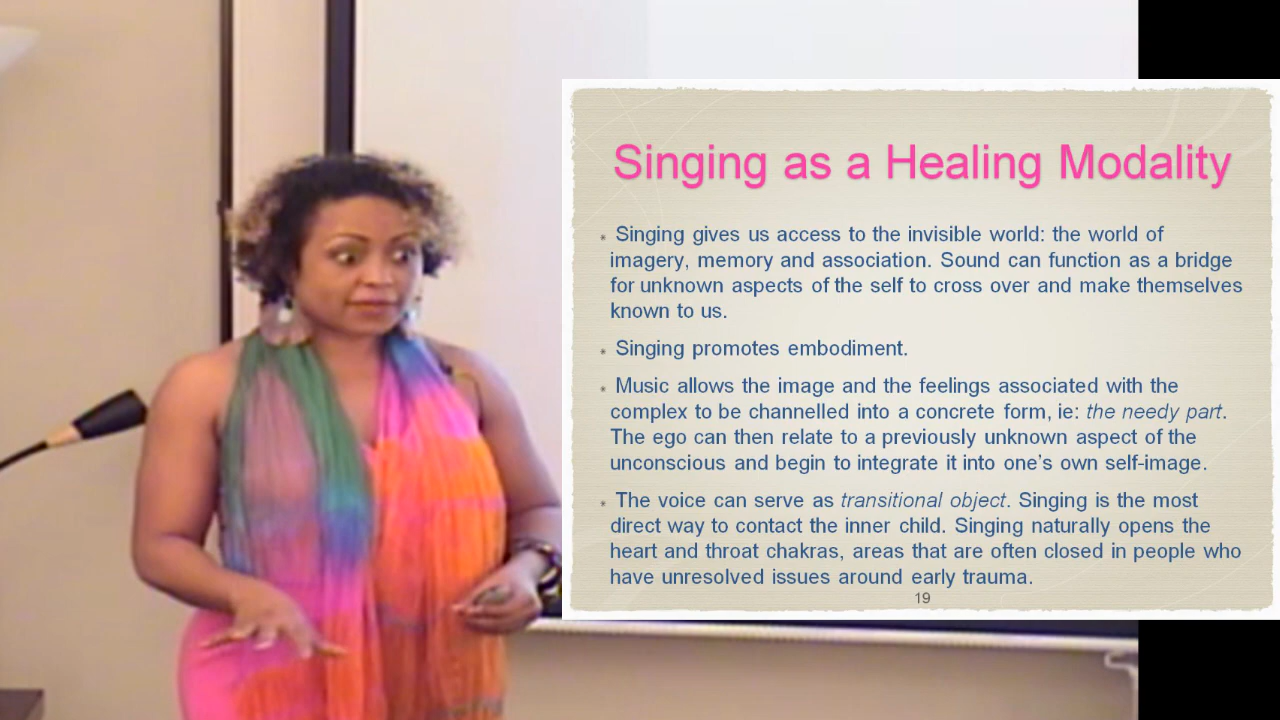 Singing as a Healing Modality
* Singing gives us access to the invisible world: the world of
imagery, memory and association. Sound can function as a bridge
for unknown aspects of the self to cross over and make themselves
known to us.
* Singing promotes embodiment.
* Music allows the image and the feelings associated with the
complex to be channelled into a concrete form, ie: the needy part.
The ego can then relate to a previously unknown aspect of the
unconscious and begin to integrate it into one’s own self-image.
* The voice can serve as transitional object. Singing is the most
direct way to contact the inner child. Singing naturally opens the
heart and throat chakras, areas that are often closed in people who
have unresolved issues around early trauma.
19